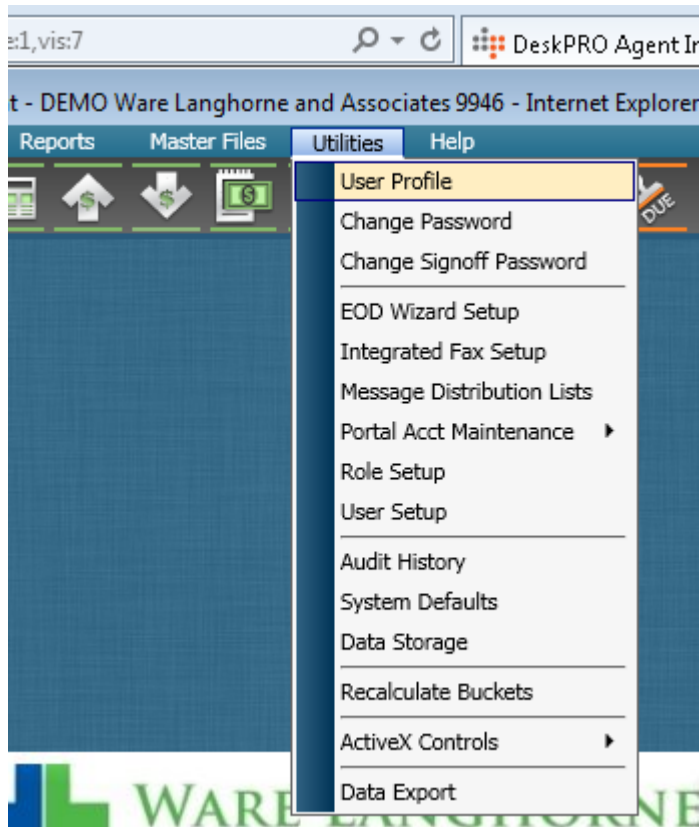 e:1,vis:7
DeskPRO Agent In
t - DEMO Ware Langhorne and Associates 9946 - Internet Explorer
Reports Master Files Utilities Help
DUE
User Profile
Change Password
Change Signoff Password
EOD Wizard Setup
Integrated Fax Setup
Message Distribution Lists
Portal Acct Maintenance
Role Setup
User Setup
Audit History
System Defaults
Data Storage
Recalculate Buckets
ActiveX Controls
Data Export
WARE LANGHORNE